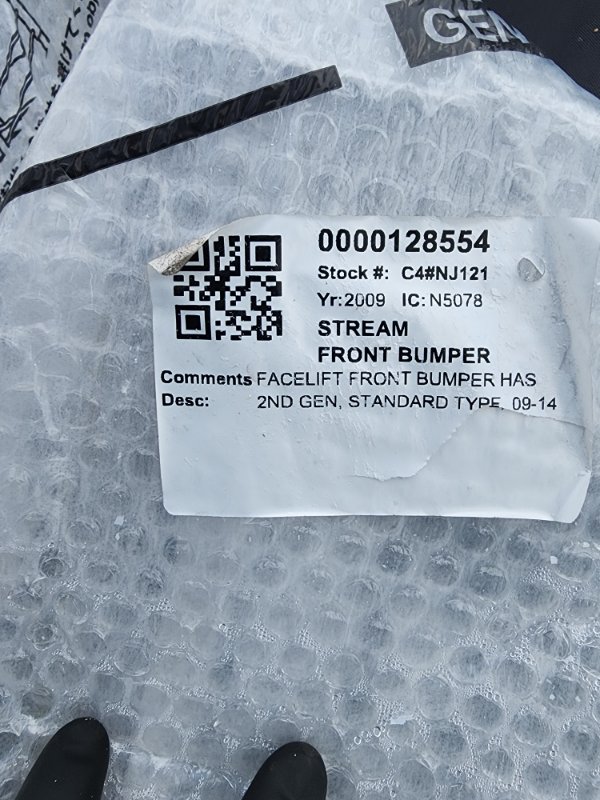 GEN
0000128554
Stock #: C4#NJ121
Yr: 2009 IC: N5078
STREAM
FRONT BUMPER
Comments FACELIFT FRONT BUMPER HAS
Desc: 2ND GEN, STANDARD TYPE, 09-14